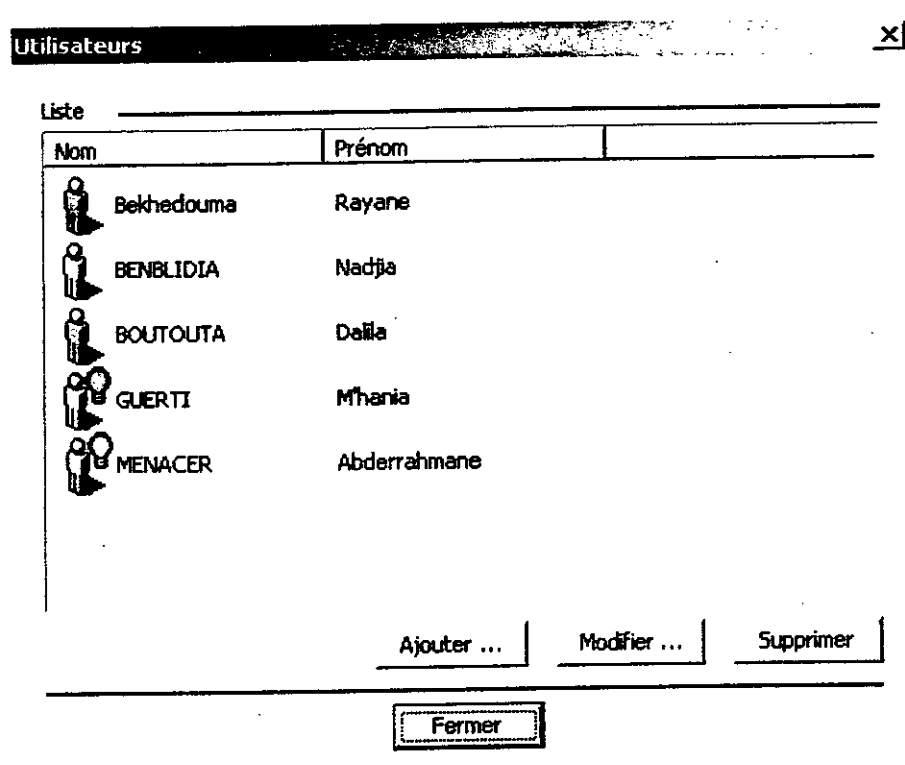 Utilisateurs
Liste
Nom Prénom
Bekhedouma Rayane
BENBLIDIA Nadjia
BOUTOUTA Dalila
GUERTI M'hania
MENACER Abderrahmane
Ajouter ... Modifier ... Supprimer
Fermer